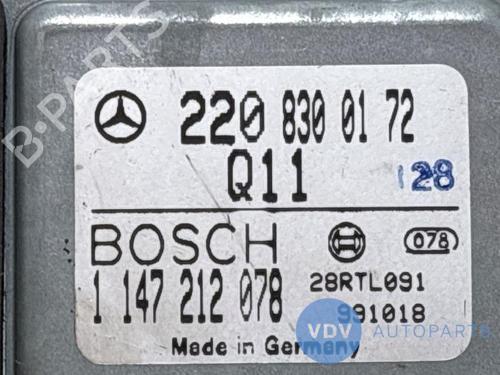 220 830 01 72
Q11
128
BOSCH
078
1 147 212 078
28RTL091
991018
Made in Germany
B-PARTS
VDV AUTOPARTS